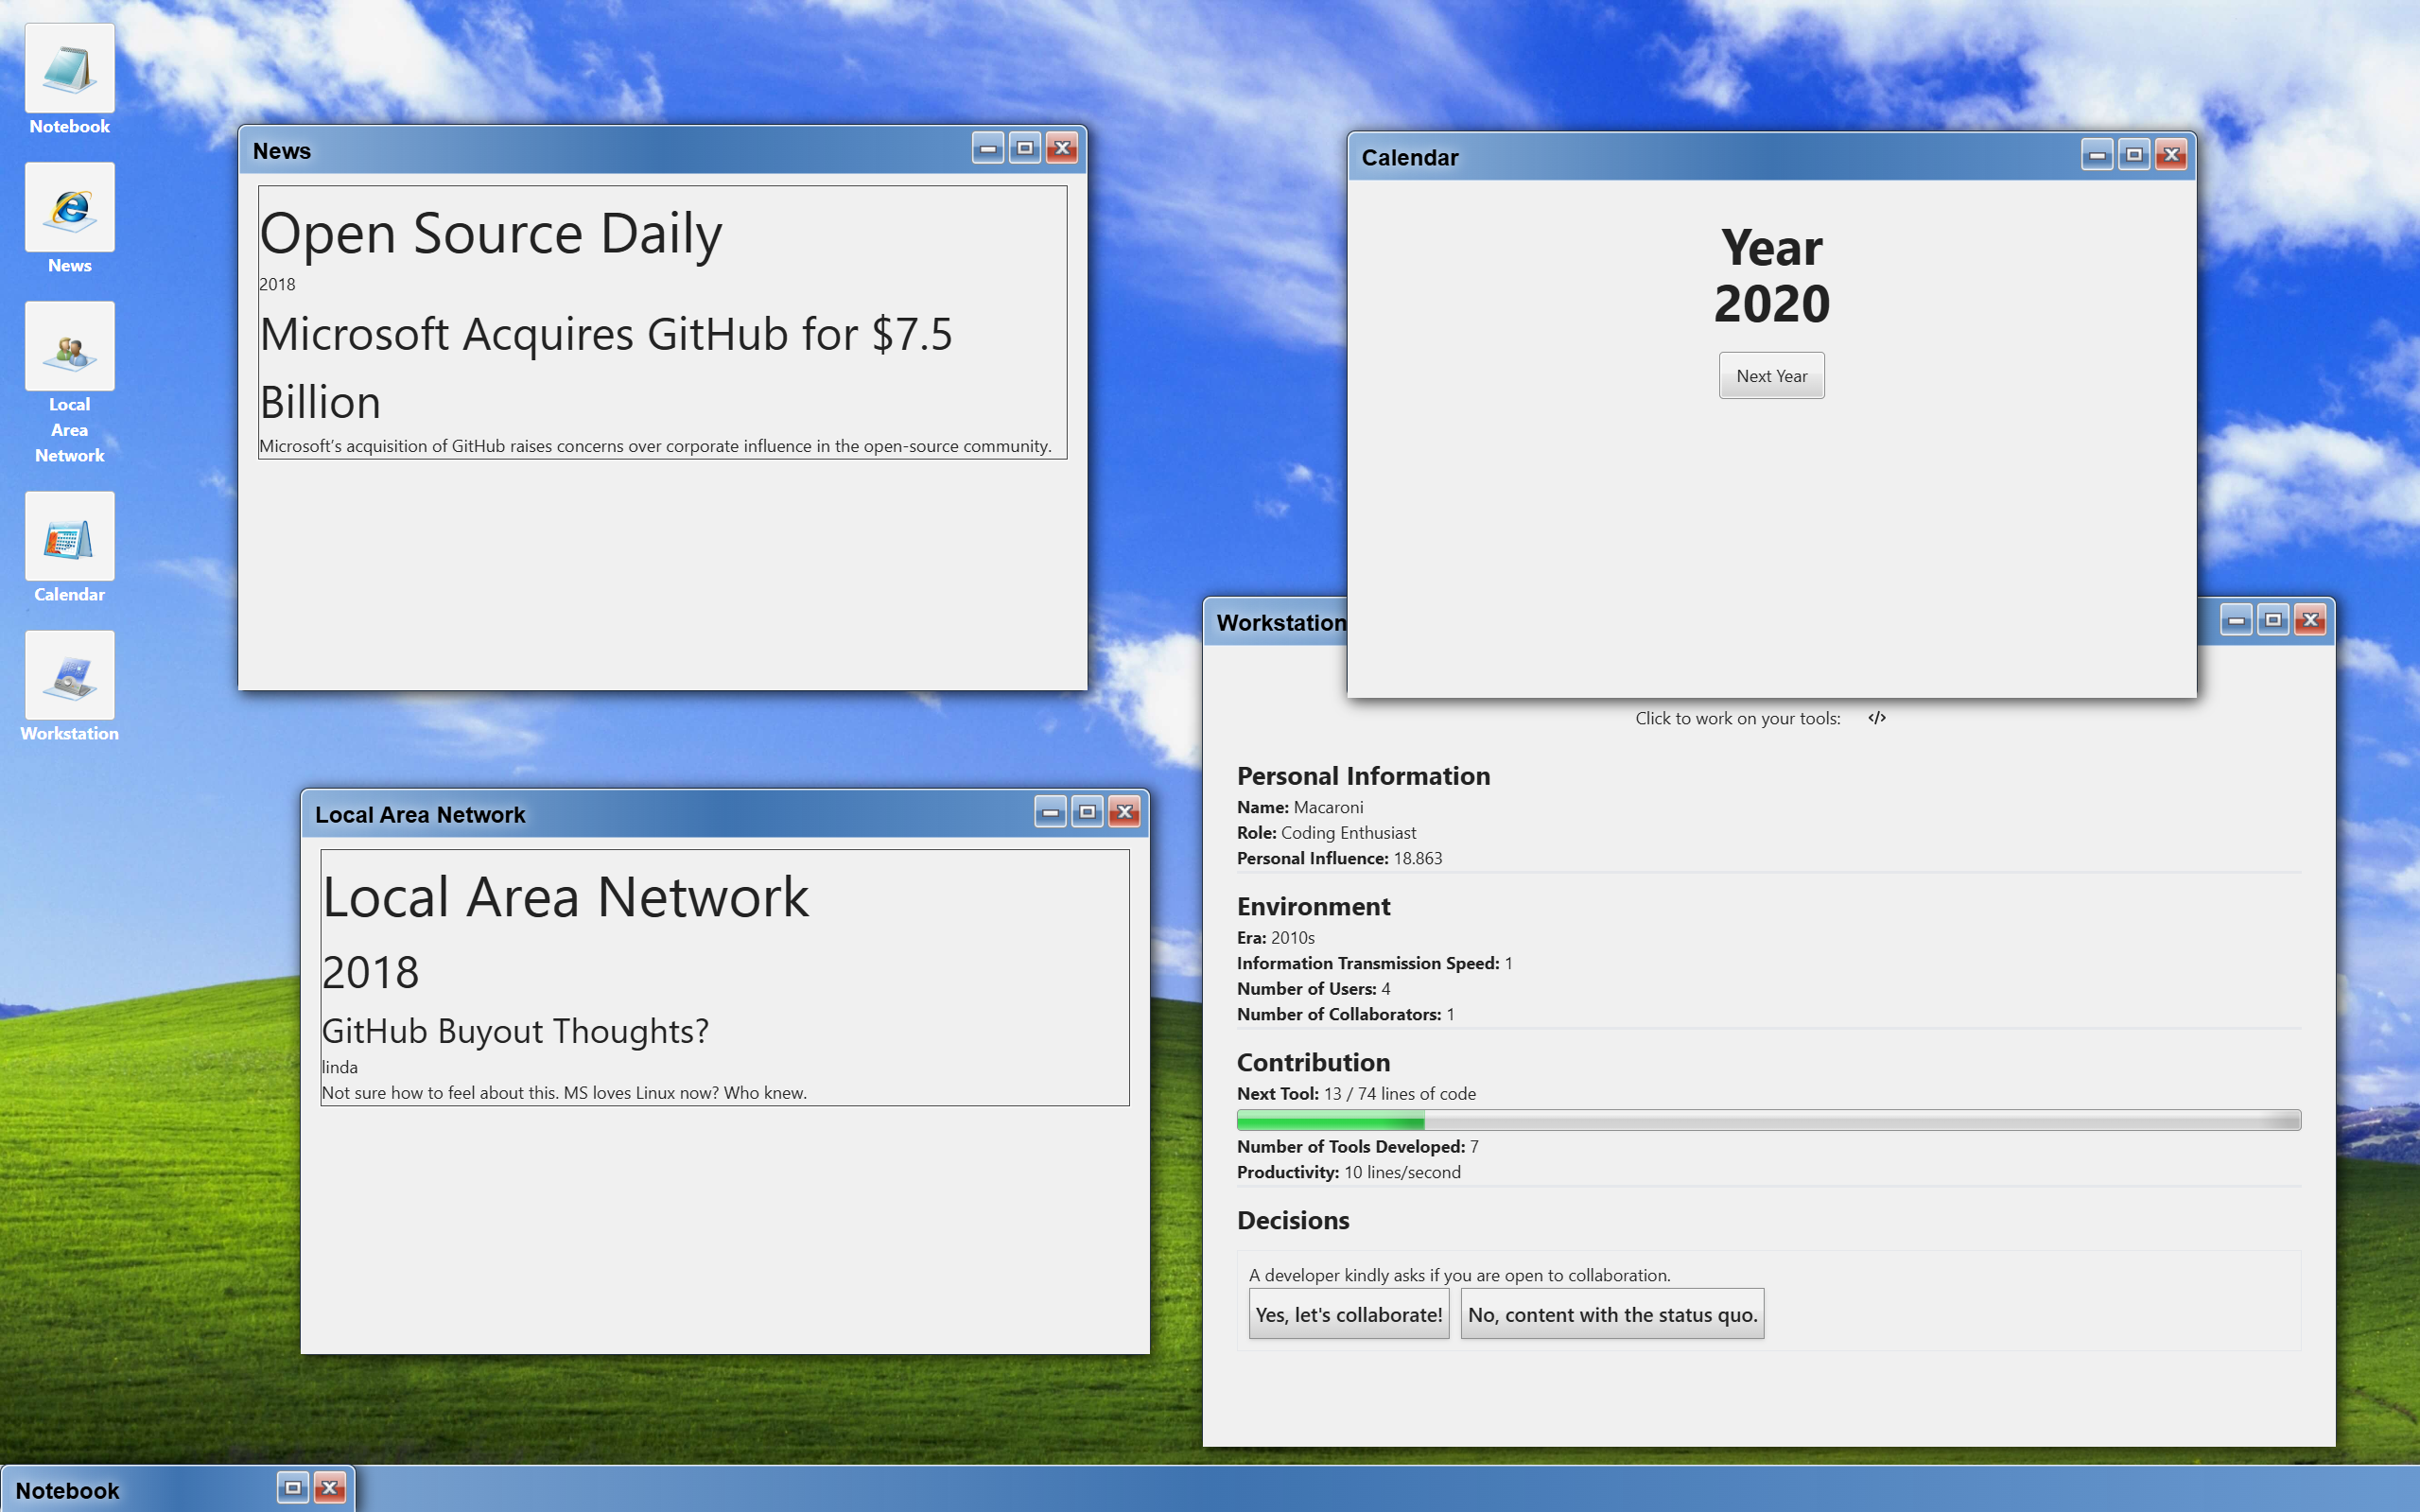 Notebook
News
Local
Area
Network
Calendar
Workstation
News
Open Source Daily
2018
Microsoft Acquires GitHub for $7.5
Billion
Microsoft's acquisition of GitHub raises concerns over corporate influence in the open-source community.
Calendar
Year
2020
Next Year
Local Area Network
Local Area Network
2018
GitHub Buyout Thoughts?
linda
Not sure how to feel about this. MS loves Linux now? Who knew.
Workstation
Click to work on your tools: </>
Personal Information
Name: Macaroni
Role: Coding Enthusiast
Personal Influence: 18.863
Environment
Era: 2010s
Information Transmission Speed: 1
Number of Users: 4
Number of Collaborators: 1
Contribution
Next Tool: 13 / 74 lines of code
Number of Tools Developed: 7
Productivity: 10 lines/second
Decisions
A developer kindly asks if you are open to collaboration.
Yes, let's collaborate! No, content with the status quo.
Notebook